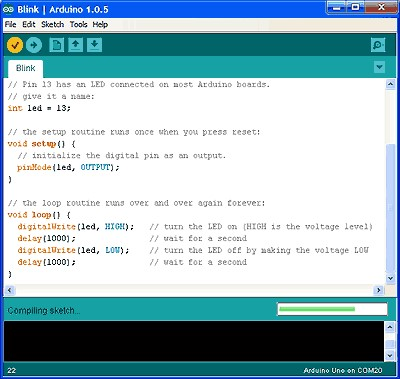 Blink | Arduino 1.0.5
File Edit Sketch Tools Help
Blink
// Pin 13 has an LED connected on most Arduino boards.
// give it a name:
int led = 13;
// the setup routine runs once when you press reset:
void setup() {
// initialize the digital pin as an output.
pinMode(led, OUTPUT);
}
// the loop routine runs over and over again forever:
void loop() {
digitalWrite(led, HIGH); // turn the LED on (HIGH is the voltage level)
delay(1000); // wait for a second
digitalWrite(led, LOW); // turn the LED off by making the voltage LOW
delay(1000); // wait for a second
}
Compiling sketch...
22 Arduino Uno on COM20